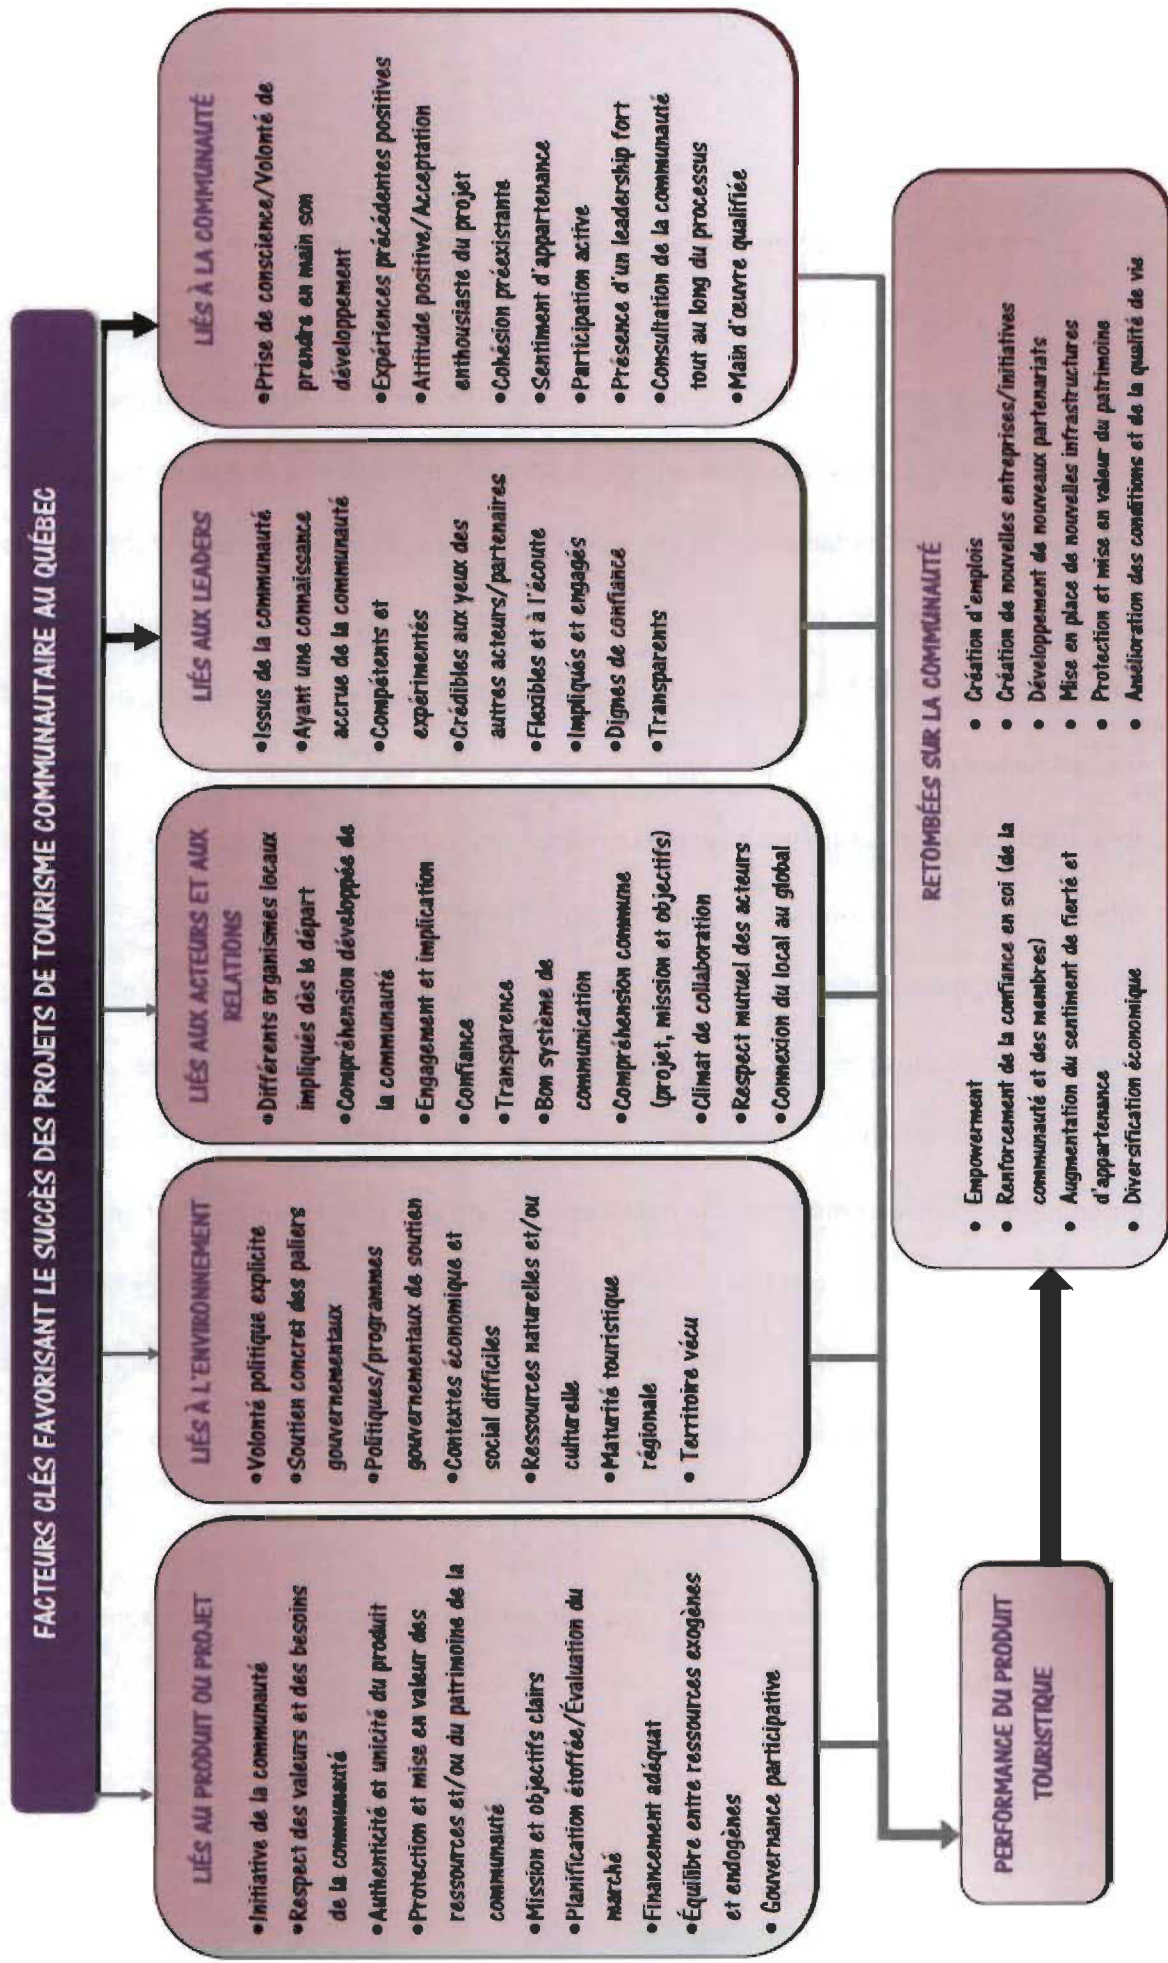 FACTEURS CLÉS FAVORISANT LE SUCCÈS DES PROJETS DE TOURISME COMMUNAUTAIRE AU QUÉBEC
LIÉS AU PRODUIT OU PROJET
•Initiative de la communauté
•Respect des valeurs et des besoins
de la communauté
•Authenticité et unicité du produit
•Protection et mise en valeur des
ressources et/ou du patrimoine de la
communauté
•Mission et objectifs clairs
•Planification étoffée/Évaluation du
marché
•Financement adéquat
•Équilibre entre ressources exogènes
et endogènes
•Gouvernance participative
LIÉS À L'ENVIRONNEMENT
•Volonté politique explicite
•Soutien concret des paliers
gouvernementaux
•Politiques/programmes
gouvernementaux de soutien
•Contextes économique et
social difficiles
•Ressources naturelles et/ou
culturelle
•Maturité touristique
régionale
• Territoire vécu
LIÉS AUX ACTEURS ET AUX
RELATIONS
•Différents organismes locaux
impliqués dès le départ
•Compréhension développée de
la communauté
•Engagement et implication
•Confiance
•Transparence
•Bon système de
communication
•Compréhension commune
(projet, mission et objectifs)
•Climat de collaboration
•Respect mutuel des acteurs
•Connexion du local au global
LIÉS AUX LEADERS
•Issus de la communauté
•Ayant une connaissance
accrue de la communauté
•Compétents et
expérimentés
•Crédibles aux yeux des
autres acteurs/partenaires
•Flexibles et à l'écoute
•Impliqués et engagés
•Dignes de confiance
•Transparents
LIÉS À LA COMMUNAUTÉ
•Prise de conscience/Volonté de
prendre en main son
développement
•Expériences précédentes positives
•Attitude positive/Acceptation
enthousiaste du projet
•Cohésion préexistante
•Sentiment d'appartenance
•Participation active
•Présence d'un leadership fort
•Consultation de la communauté
tout au long du processus
•Main d'œuvre qualifiée
PERFORMANCE DU PRODUIT
TOURISTIQUE
RETOMBÉES SUR LA COMMUNAUTÉ
• Empowerment
• Renforcement de la confiance en soi (de la
communauté et des membres)
• Augmentation du sentiment de fierté et
d'appartenance
• Diversification économique
• Création d'emplois
• Création de nouvelles entreprises/initiatives
• Développement de nouveaux partenariats
• Mise en place de nouvelles infrastructures
• Protection et mise en valeur du patrimoine
• Amélioration des conditions et de la qualité de vie